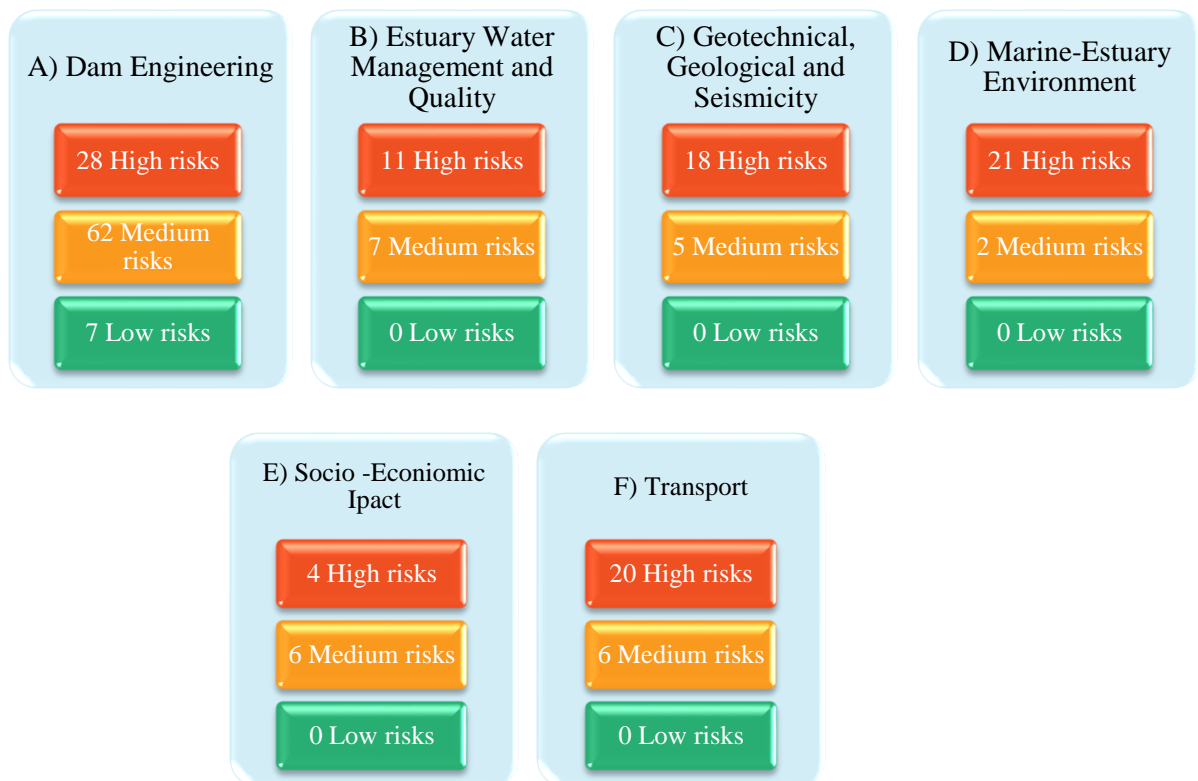 A) Dam Engineering
28 High risks
62 Medium
risks
7 Low risks
B) Estuary Water
Management and
Quality
11 High risks
7 Medium risks
0 Low risks
C) Geotechnical,
Geological and
Seismicity
18 High risks
5 Medium risks
0 Low risks
D) Marine-Estuary
Environment
21 High risks
2 Medium risks
0 Low risks
E) Socio -Econiomic
Ipact
4 High risks
6 Medium risks
0 Low risks
F) Transport
20 High risks
6 Medium risks
0 Low risks